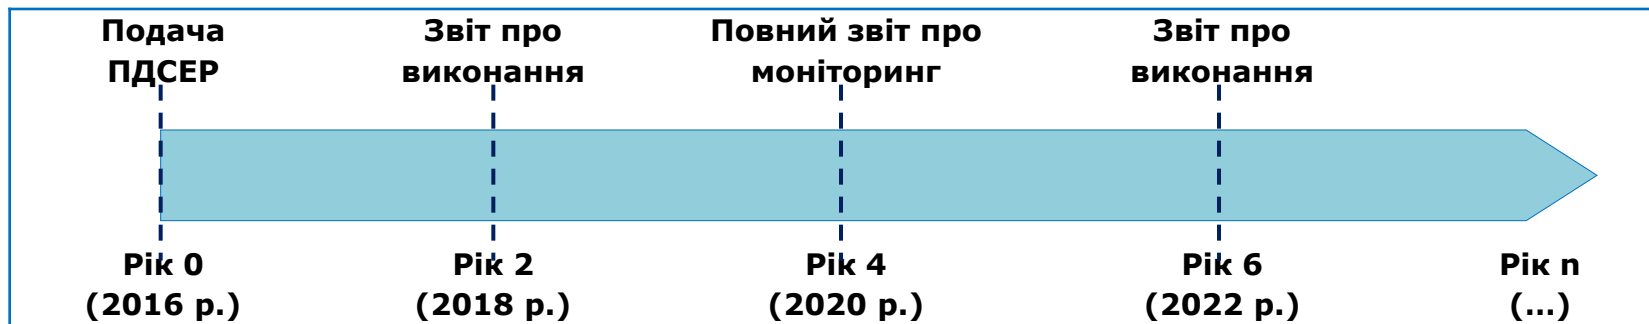 Подача
ПДСЕР
Звіт про
виконання
Повний звіт про
моніторинг
Звіт про
виконання
Рік 0
(2016 р.)
Рік 2
(2018 р.)
Рік 4
(2020 р.)
Рік 6
(2022 р.)
Рік n
(...)